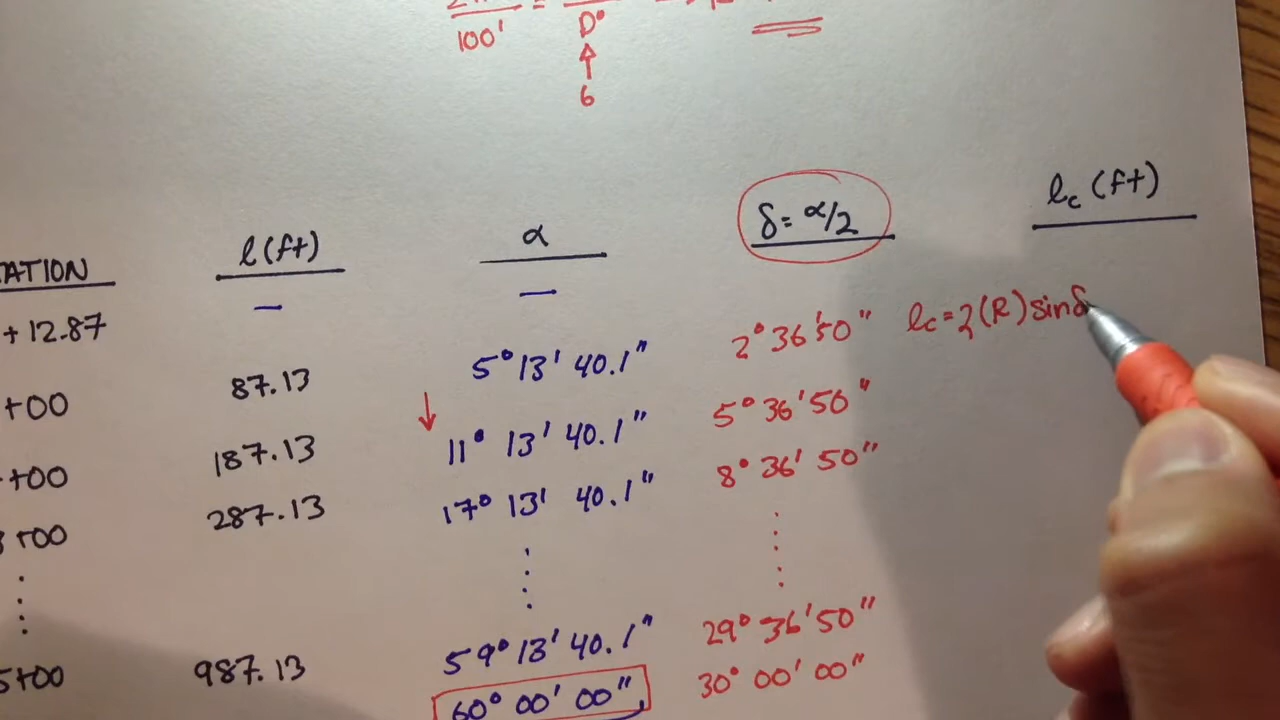 100' = D°
6
TATION l (ft) α δ = α/2 lc (ft)
+ 12.87 — —
+00 87.13 5° 13' 40.1" 2° 36' 50" lc = 2(R) sin δ
+00 187.13 11° 13' 40.1" 5° 36' 50"
+00 287.13 17° 13' 40.1" 8° 36' 50"
5+00 987.13 59° 13' 40.1" 29° 36' 50"
60° 00' 00" 30° 00' 00"